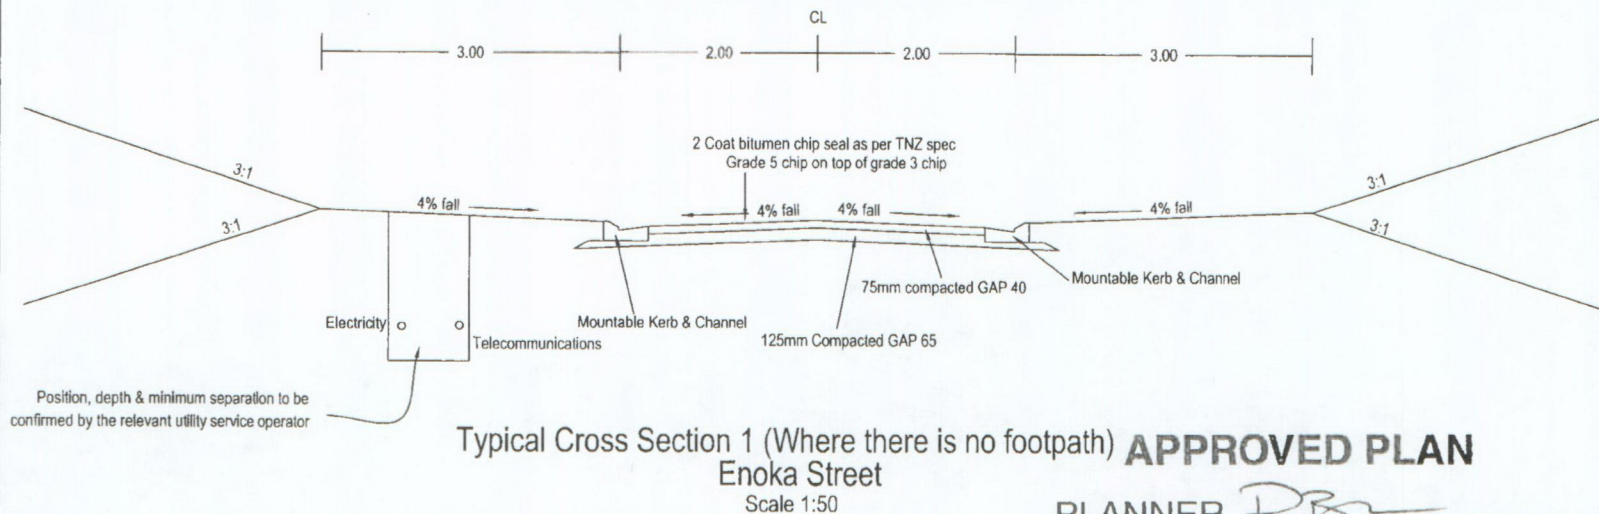 CL
3.00 2.00 2.00 3.00
2 Coat bitumen chip seal as per TNZ spec
Grade 5 chip on top of grade 3 chip
3:1
3:1
4% fall
4% fall
4% fall
4% fall
3:1
3:1
75mm compacted GAP 40
Mountable Kerb & Channel
Electricity
Telecommunications
Mountable Kerb & Channel
125mm Compacted GAP 65
Position, depth & minimum separation to be
confirmed by the relevant utility service operator
Typical Cross Section 1 (Where there is no footpath)
Enoka Street
Scale 1:50
APPROVED PLAN
PLANNER